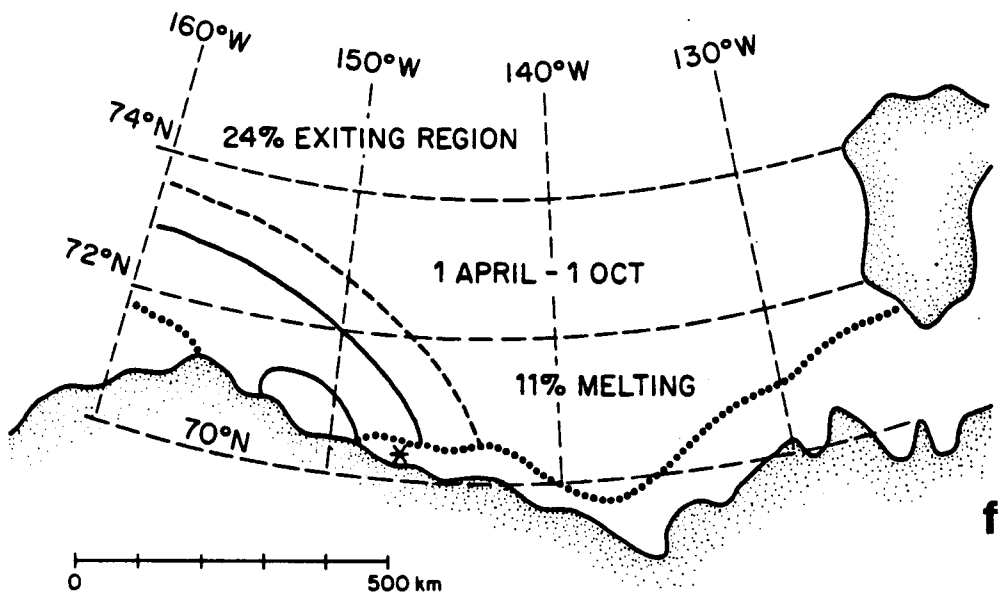 160°W
150°W
140°W
130°W
74°N
24% EXITING REGION
72°N
1 APRIL - 1 OCT
11% MELTING
70°N
f
0
500 km